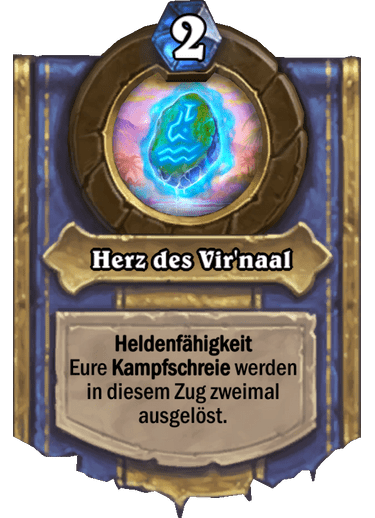 2
Herz des Vir'naal
Heldenfähigkeit
Eure Kampfschreie werden
in diesem Zug zweimal
ausgelöst.